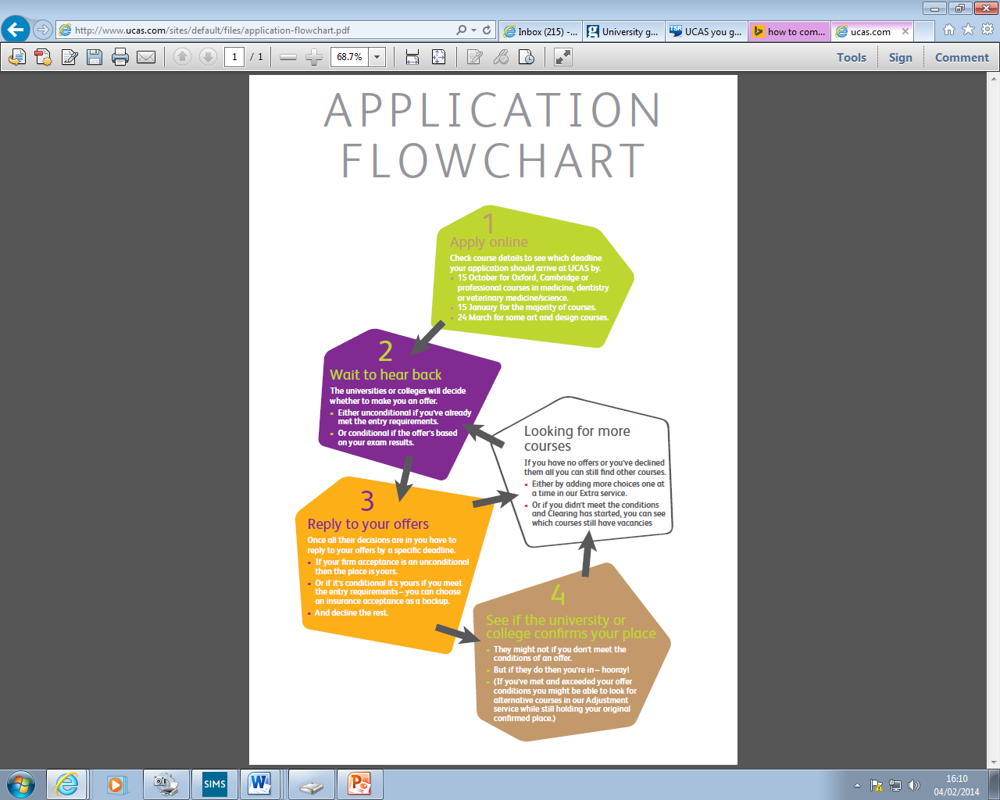 http://www.ucas.com/sites/default/files/application-flowchart.pdf
Inbox (215) -...
University g...
UCAS you g...
how to com...
ucas.com
1 / 1
68.7%
Tools
Sign
Comment
APPLICATION
FLOWCHART
1
Apply online
Check course details to see which deadline
your application should arrive at UCAS by.
• 15 October for Oxford, Cambridge or
professional courses in medicine, dentistry
or veterinary medicine/science.
• 15 January for the majority of courses.
• 24 March for some art and design courses.
2
Wait to hear back
The universities or colleges will decide
whether to make you an offer.
• Either unconditional if you've already
met the entry requirements.
• Or conditional if the offer's based
on your exam results.
Looking for more
courses
If you have no offers or you've declined
them all you can still find other courses.
• Either by adding more choices one at
a time in our Extra service.
• Or if you didn't meet the conditions
and Clearing has started, you can see
which courses still have vacancies
3
Reply to your offers
Once all their decisions are in you have to
reply to your offers by a specific deadline.
• If your firm acceptance is an unconditional
then the place is yours.
• Or if it's conditional it's yours if you meet
the entry requirements – you can choose
an insurance acceptance as a backup.
• And decline the rest.
4
See if the university or
college confirms your place
• They might not if you don't meet the
conditions of an offer.
• But if they do then you're in – hooray!
• (If you've met and exceeded your offer
conditions you might be able to look for
alternative courses in our Adjustment
service while still holding your original
confirmed place.)
SIMS
16:10
04/02/2014